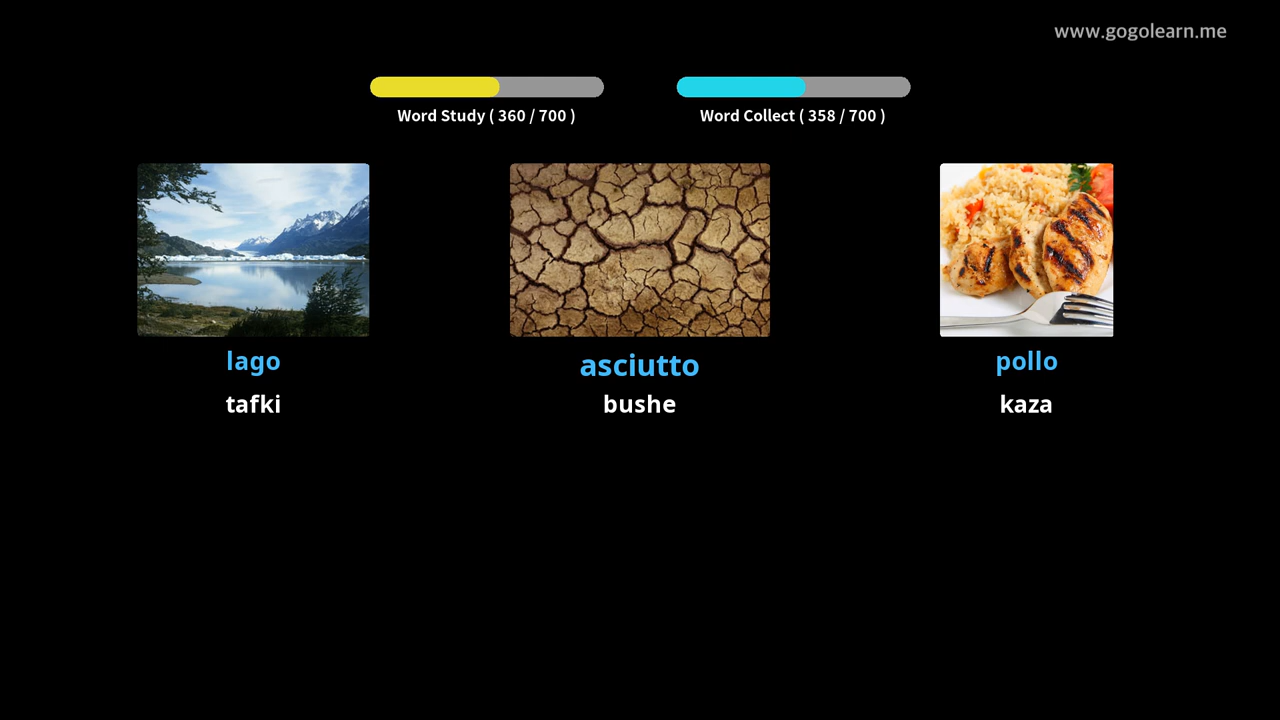 www.gogolearn.me
Word Study ( 360 / 700 )
Word Collect ( 358 / 700 )
lago
asciutto
pollo
tafki
bushe
kaza